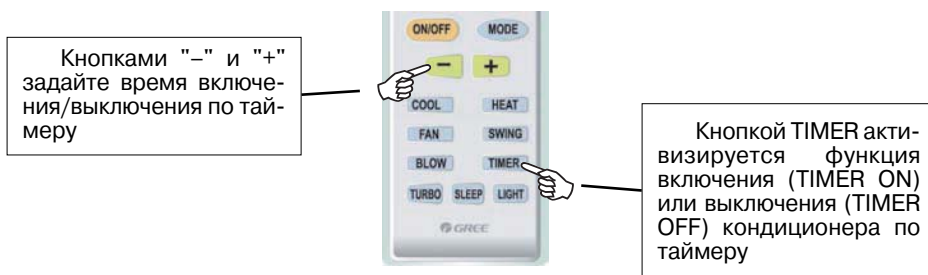 Кнопками "–" и "+"
задайте время включе-
ния/выключения по тай-
меру
ON/OFF MODE
– +
COOL HEAT
FAN SWING
BLOW TIMER
TURBO SLEEP LIGHT
GREE
Кнопкой TIMER акти-
визируется функция
включения (TIMER ON)
или выключения (TIMER
OFF) кондиционера по
таймеру